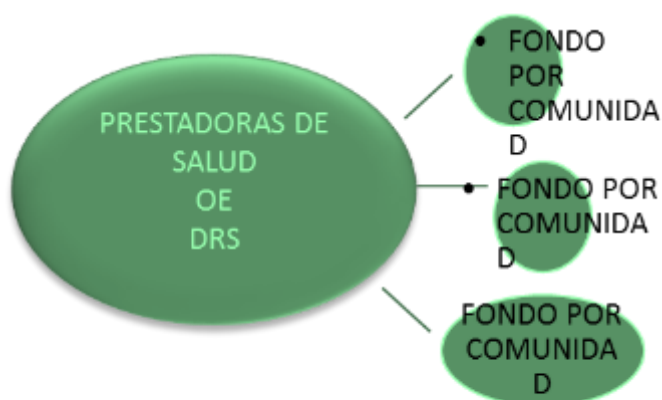 PRESTADORAS DE
SALUD
OE
DRS
• FONDO
POR
COMUNIDA
D
• FONDO POR
COMUNIDA
D
FONDO POR
COMUNIDA
D